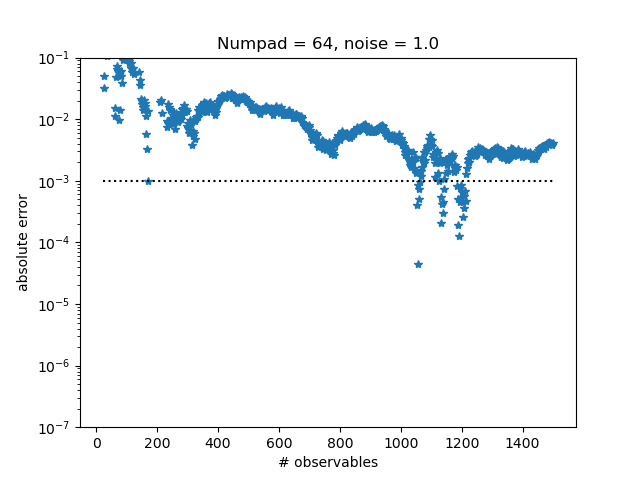 Numpad = 64, noise = 1.0
10⁻¹
10⁻²
10⁻³
10⁻⁴
10⁻⁵
10⁻⁶
10⁻⁷
absolute error
0 200 400 600 800 1000 1200 1400
# observables